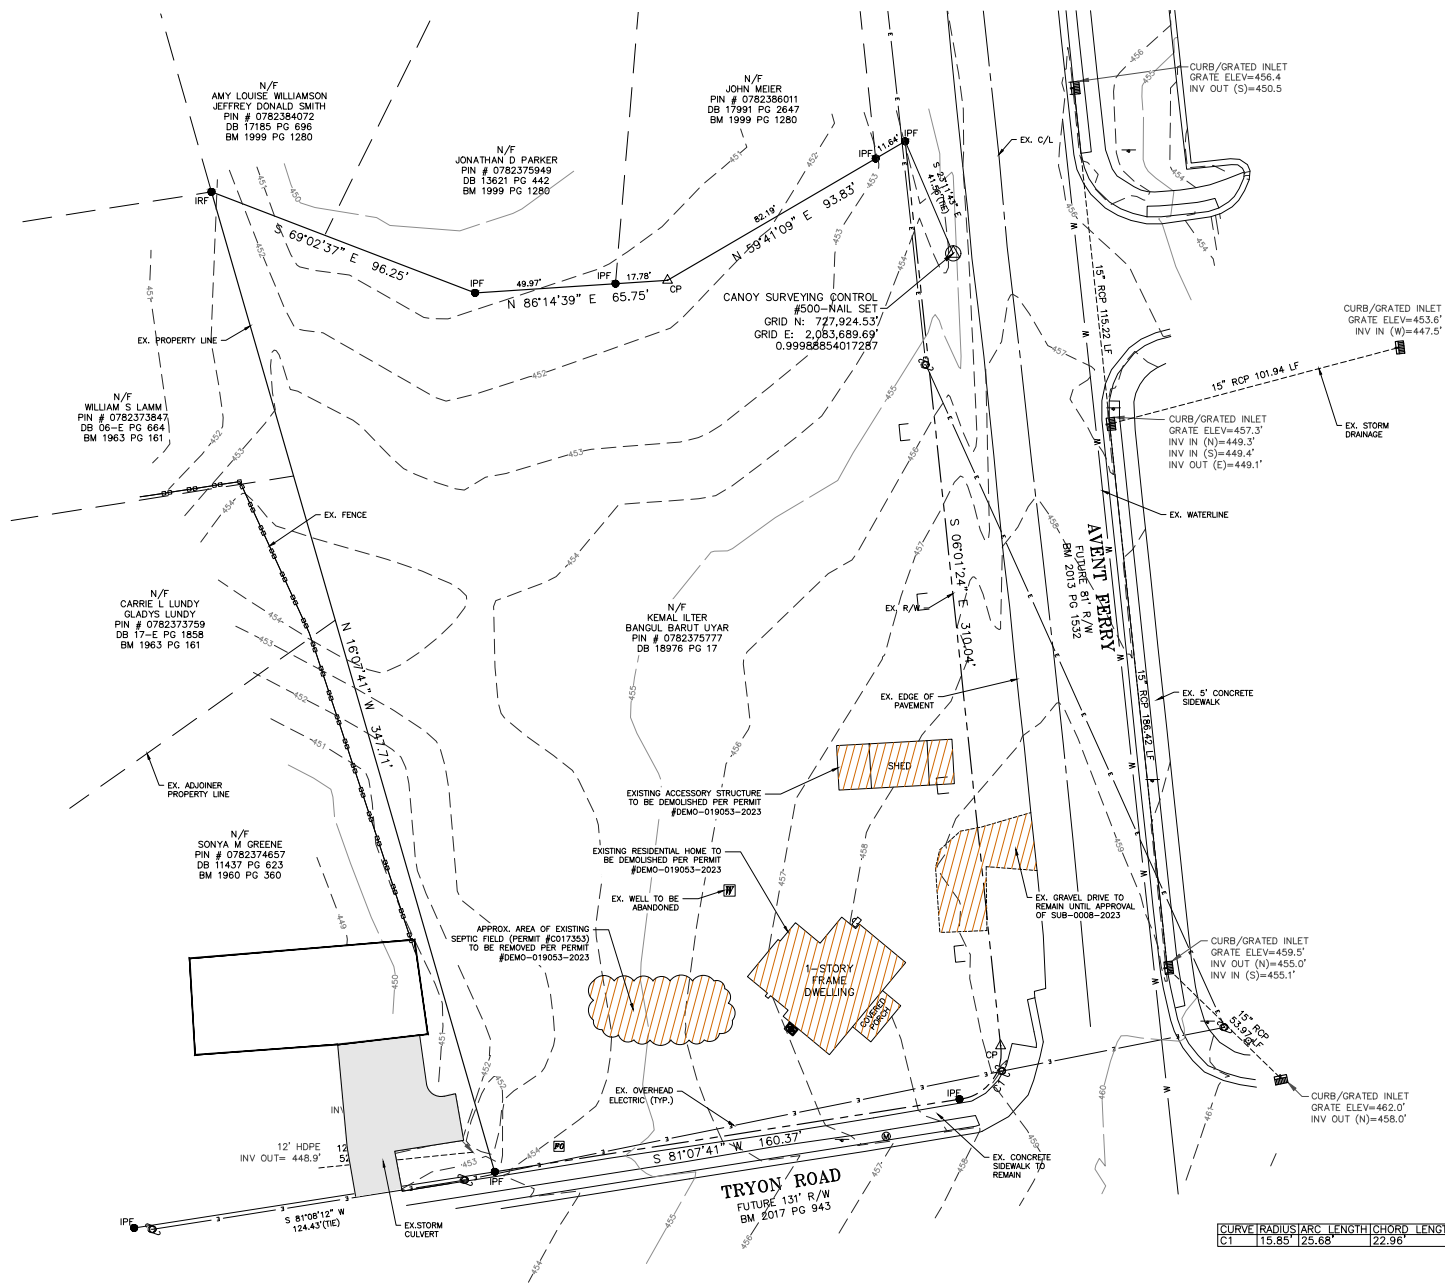 N/F
AMY LOUISE WILLIAMSON
JEFFREY DONALD SMITH
PIN # 0782384072
DB 17185 PG 696
BM 1999 PG 1280
N/F
JONATHAN D PARKER
PIN # 0782375949
DB 13621 PG 442
BM 1999 PG 1280
N/F
JOHN MEIER
PIN # 0782386011
DB 17991 PG 2647
BM 1999 PG 1280
CURB/GRATED INLET
GRATE ELEV=456.4
INV OUT (S)=450.5
EX. C/L
IPF
11.64'
IPF
IRF
S 23°11'43" E
41.56'(TIE)
S 69°02'37" E 96.25'
82.19'
N 59°41'09" E 93.83'
IPF
49.97'
IPF
17.78'
CP
N 86°14'39" E 65.75'
CANOY SURVEYING CONTROL
#500-NAIL SET
GRID N: 727,924.53'
GRID E: 2,083,689.69'
0.99988854017287
15" RCP 115.22 LF
CURB/GRATED INLET
GRATE ELEV=453.6'
INV IN (W)=447.5'
15" RCP 101.94 LF
EX. STORM
DRAINAGE
EX. PROPERTY LINE
N/F
WILLIAM S LAMM
PIN # 0782373847
DB 06-E PG 664
BM 1963 PG 161
CURB/GRATED INLET
GRATE ELEV=457.3'
INV IN (N)=449.3'
INV IN (S)=449.4'
INV OUT (E)=449.1'
EX. FENCE
EX. WATERLINE
AVENT FERRY
FUTURE 81' R/W
BM 2013 PG 1532
S 06°01'24" E 310.04'
EX. R/W
N/F
CARRIE L LUNDY
GLADYS LUNDY
PIN # 0782373759
DB 17-E PG 1858
BM 1963 PG 161
N/F
KEMAL ILTER
BANGUL BARUT UYAR
PIN # 0782375777
DB 18976 PG 17
N 16°07'41" W 347.71'
EX. EDGE OF
PAVEMENT
15" RCP 186.42 LF
EX. 5' CONCRETE
SIDEWALK
EX. ADJOINER
PROPERTY LINE
SHED
EXISTING ACCESSORY STRUCTURE
TO BE DEMOLISHED PER PERMIT
#DEMO-019053-2023
N/F
SONYA M GREENE
PIN # 0782374657
DB 11437 PG 623
BM 1960 PG 360
EXISTING RESIDENTIAL HOME TO
BE DEMOLISHED PER PERMIT
#DEMO-019053-2023
EX. WELL TO BE
ABANDONED
W
EX. GRAVEL DRIVE TO
REMAIN UNTIL APPROVAL
OF SUB-0008-2023
APPROX. AREA OF EXISTING
SEPTIC FIELD (PERMIT #C017353)
TO BE REMOVED PER PERMIT
#DEMO-019053-2023
1-STORY
FRAME
DWELLING
COVERED
PORCH
CURB/GRATED INLET
GRATE ELEV=459.5'
INV OUT (N)=455.0'
INV IN (S)=455.1'
15" RCP
53.97 LF
CP
C1
IPF
EX. OVERHEAD
ELECTRIC (TYP.)
CURB/GRATED INLET
GRATE ELEV=462.0'
INV OUT (N)=458.0'
INV
12' HDPE
INV OUT= 448.9'
12
52
PO
M
S 81°07'41" W 160.37'
EX. CONCRETE
SIDEWALK TO
REMAIN
IPF
TRYON ROAD
FUTURE 131' R/W
BM 2017 PG 943
IPF
S 81°08'12" W
124.43'(TIE)
EX.STORM
CULVERT
CURVE RADIUS ARC LENGTH CHORD LENGT
C1 15.85' 25.68' 22.96'